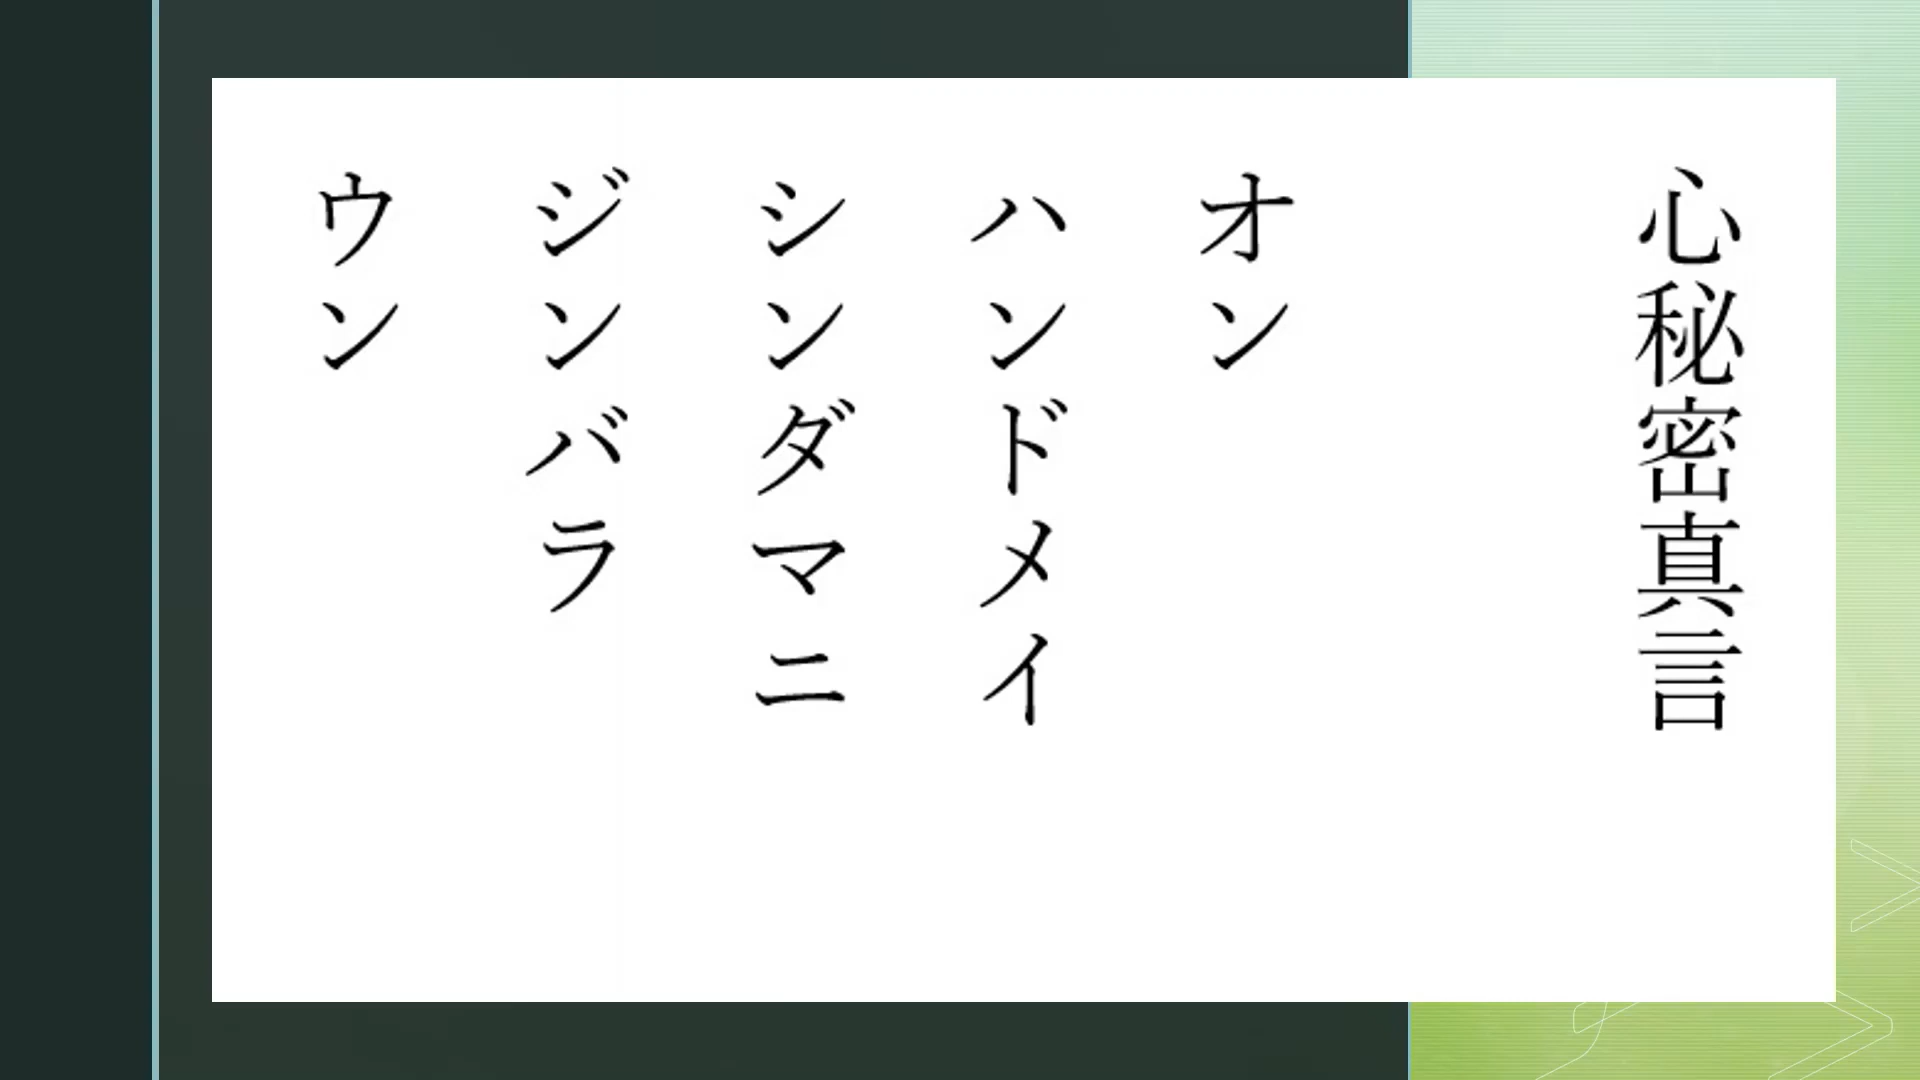 心秘密真言
オン
ハンドメイ
シンダマニ
ジンバラ
ウン